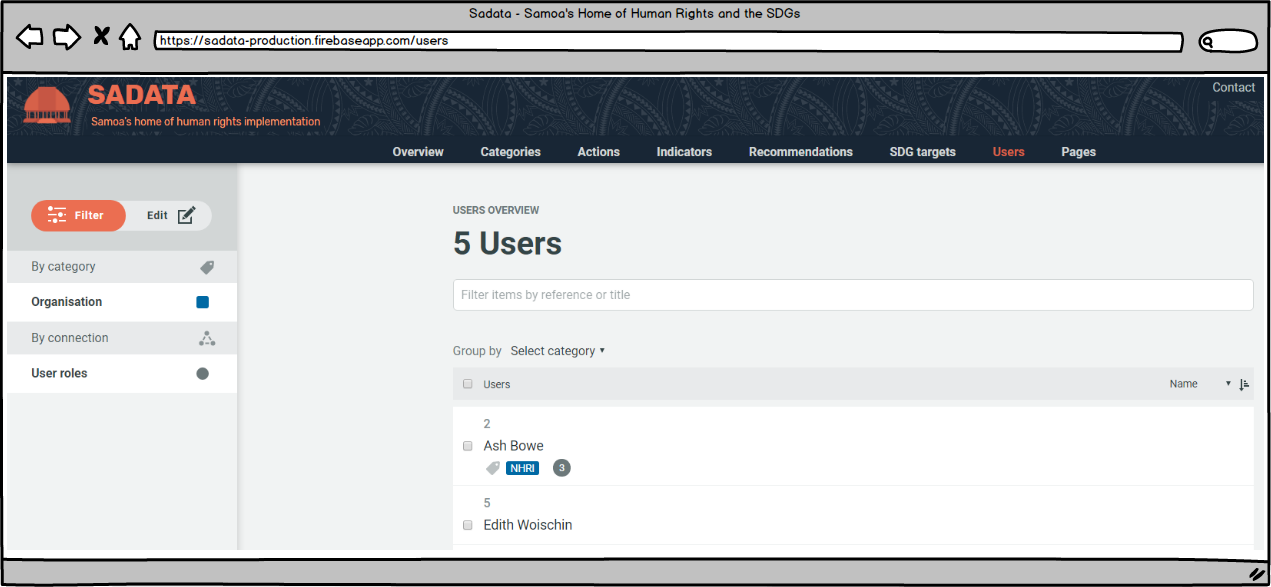 Sadata - Samoa's Home of Human Rights and the SDGs
https://sadata-production.firebaseapp.com/users
Contact
SADATA
Samoa's home of human rights implementation
Overview Categories Actions Indicators Recommendations SDG targets Users Pages
Filter Edit
By category
Organisation
By connection
User roles
USERS OVERVIEW
5 Users
Filter items by reference or title
Group by Select category
Users Name
2
Ash Bowe
NHRI 3
5
Edith Woischin